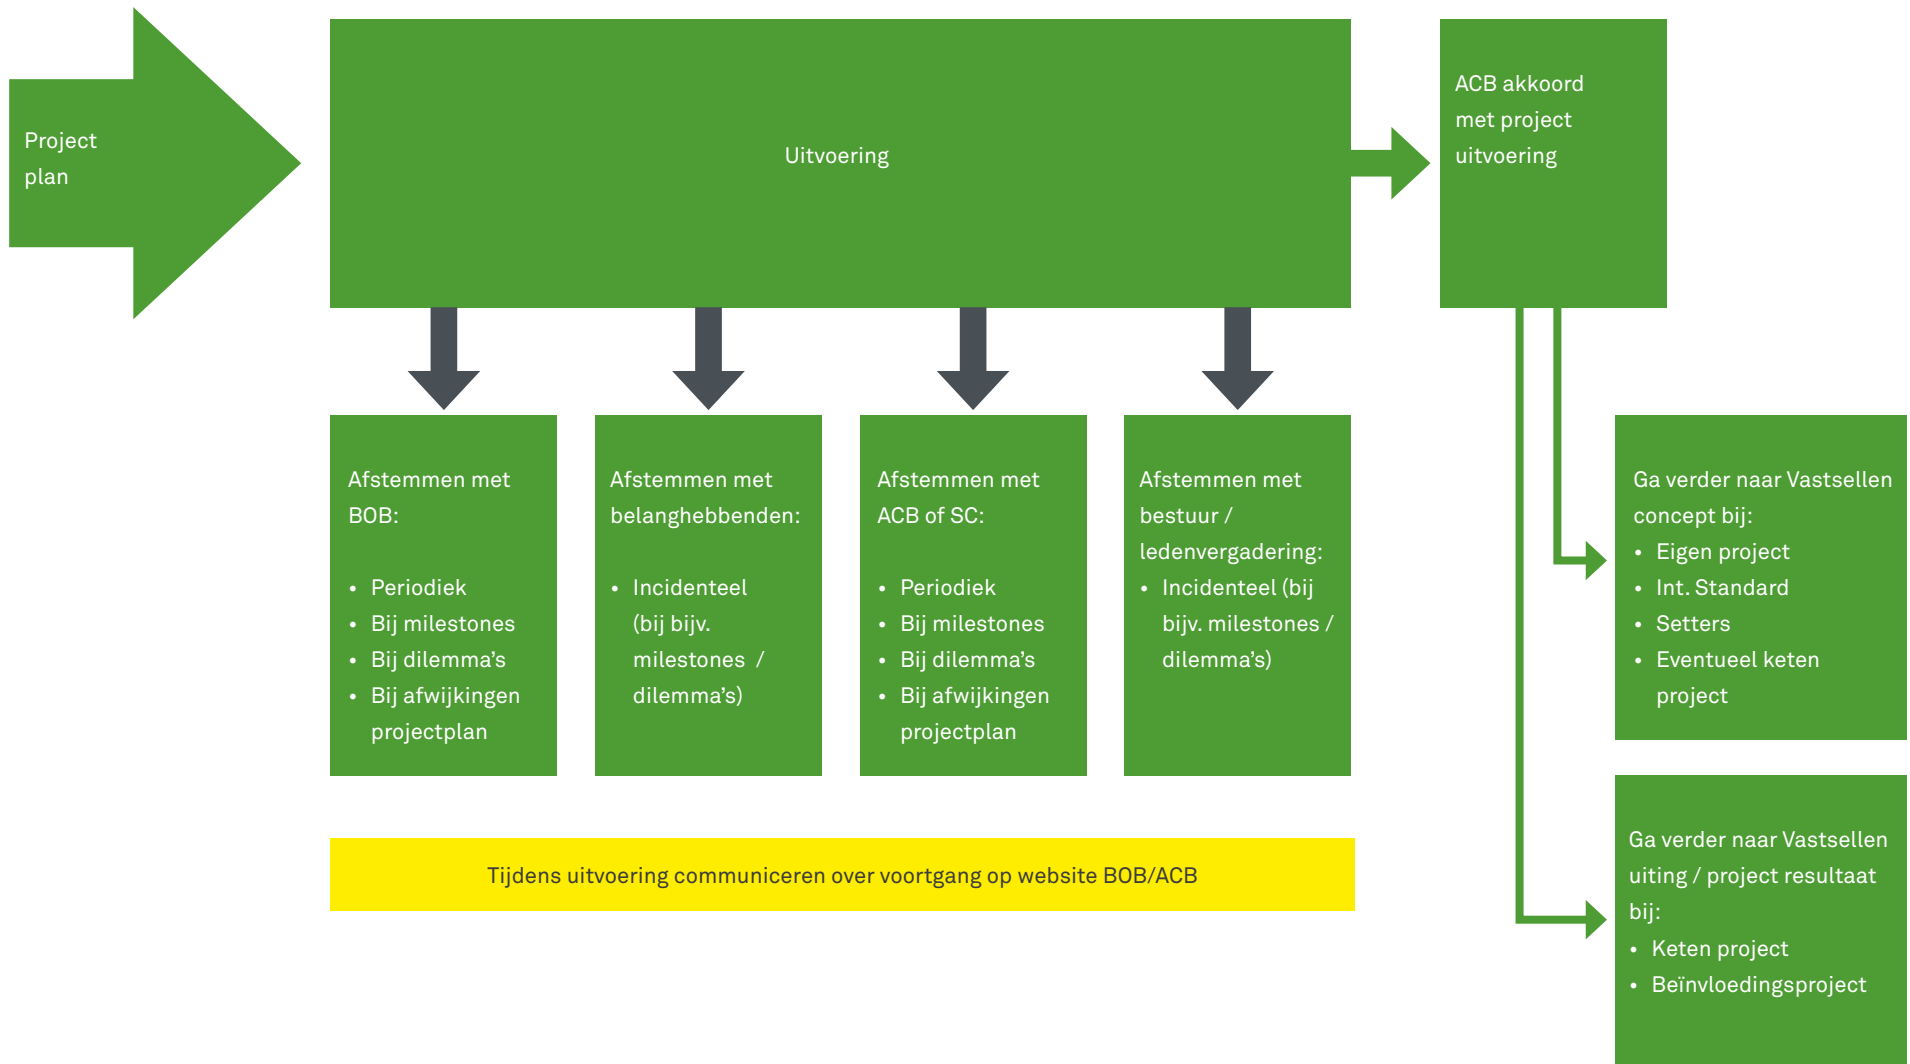 Project
plan
Uitvoering
ACB akkoord
met project
uitvoering
Afstemmen met
BOB:
• Periodiek
• Bij milestones
• Bij dilemma’s
• Bij afwijkingen
projectplan
Afstemmen met
belanghebbenden:
• Incidenteel
(bij bijv.
milestones /
dilemma’s)
Afstemmen met
ACB of SC:
• Periodiek
• Bij milestones
• Bij dilemma’s
• Bij afwijkingen
projectplan
Afstemmen met
bestuur /
ledenvergadering:
• Incidenteel (bij
bijv. milestones /
dilemma’s)
Ga verder naar Vastsellen
concept bij:
• Eigen project
• Int. Standard
• Setters
• Eventueel keten
project
Tijdens uitvoering communiceren over voortgang op website BOB/ACB
Ga verder naar Vastsellen
uiting / project resultaat
bij:
• Keten project
• Beïnvloedingsproject